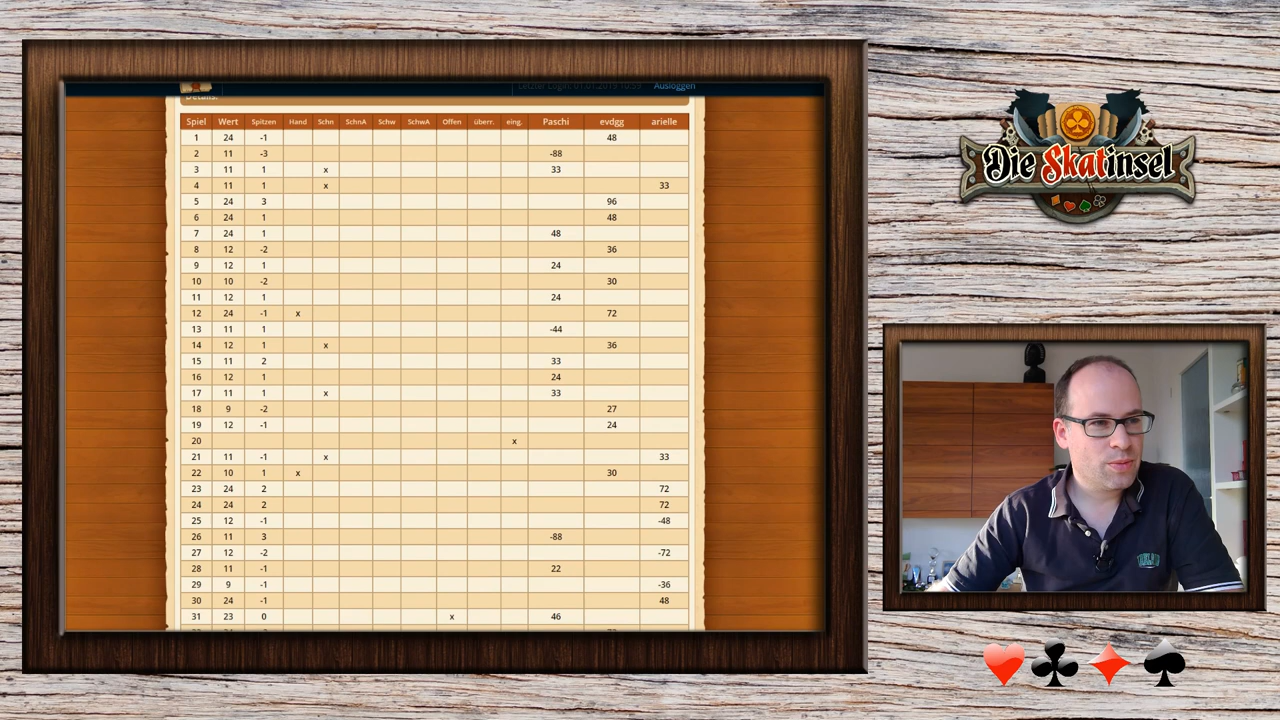 Letzter Login: 01.01.2019 10:59 Ausloggen
Details:
Spiel Wert Spitzen Hand Schn SchnA Schw SchwA Offen überr. eing. Paschi evdgg arielle
1 24 -1 48
2 11 -3 -88
3 11 1 x 33
4 11 1 x 33
5 24 3 96
6 24 1 48
7 24 1 48
8 12 -2 36
9 12 1 24
10 10 -2 30
11 12 1 24
12 24 -1 x 72
13 11 1 -44
14 12 1 x 36
15 11 2 33
16 12 1 24
17 11 1 x 33
18 9 -2 27
19 12 -1 24
20 x
21 11 -1 x 33
22 10 1 x 30
23 24 2 72
24 24 2 72
25 12 -1 -48
26 11 3 -88
27 12 -2 -72
28 11 -1 22
29 9 -1 -36
30 24 -1 48
31 23 0 x 46
Die Skatinsel